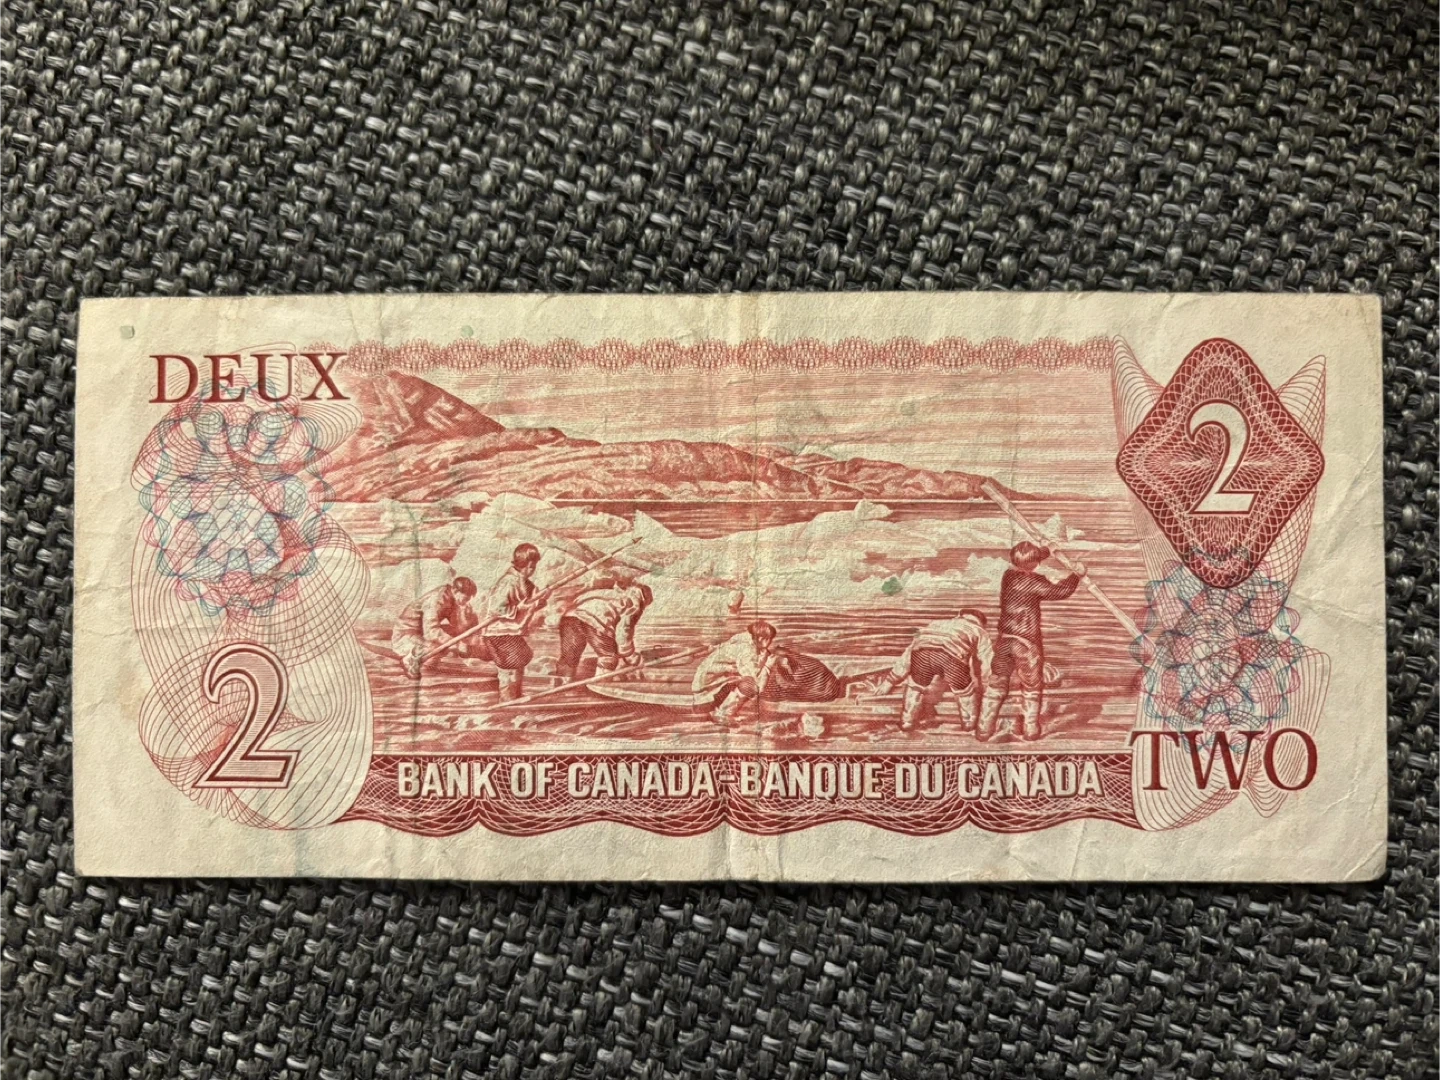 DEUX
2
2
BANK OF CANADA–BANQUE DU CANADA
TWO